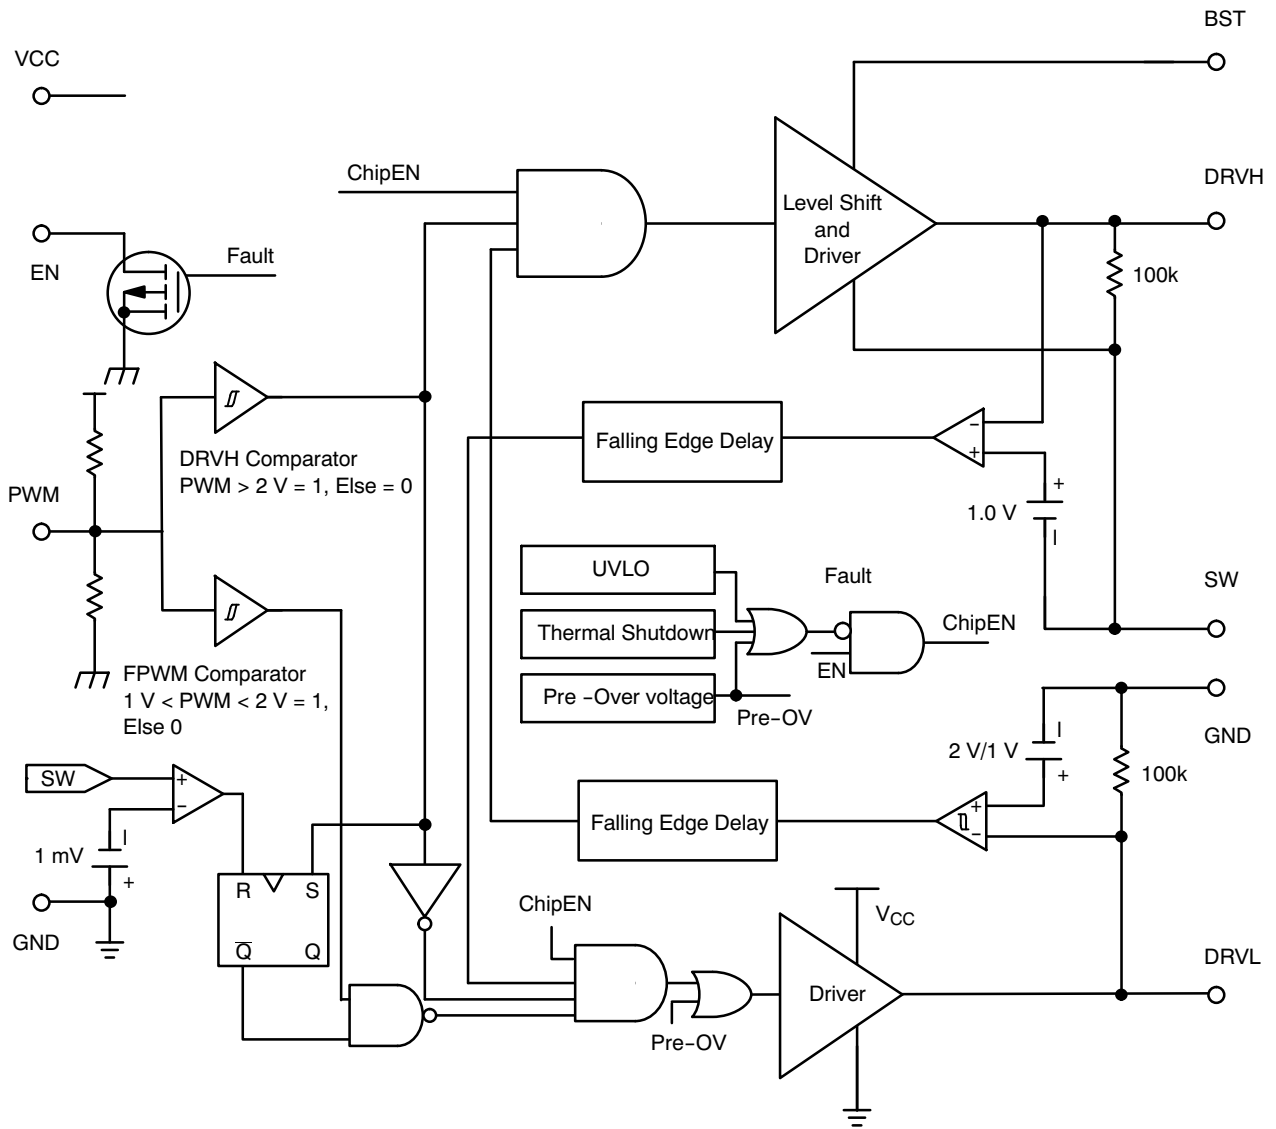 BST
VCC
ChipEN
DRVH
Level Shift
and
Driver
Fault
EN
100k
Falling Edge Delay
-
+
DRVH Comparator
PWM > 2 V = 1, Else = 0
PWM
+
1.0 V
UVLO
Fault
SW
Thermal Shutdown
ChipEN
EN
FPWM Comparator
1 V < PWM < 2 V = 1,
Else 0
Pre –Over voltage
Pre–OV
GND
2 V/1 V
+
100k
SW
+
–
Falling Edge Delay
+
-
1 mV
+
R
S
ChipEN
GND
VCC
Q
Q
DRVL
Driver
Pre–OV